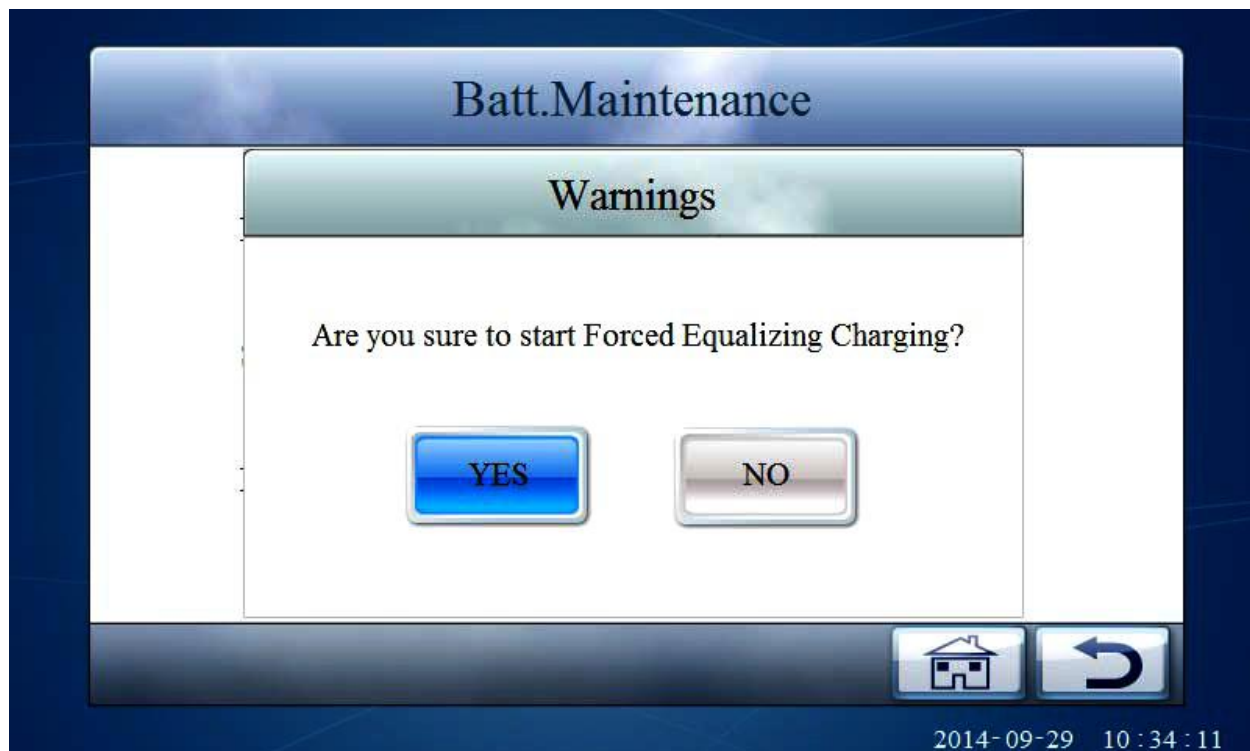 Batt.Maintenance
Warnings
Are you sure to start Forced Equalizing Charging?
YES NO
2014-09-29 10:34:11